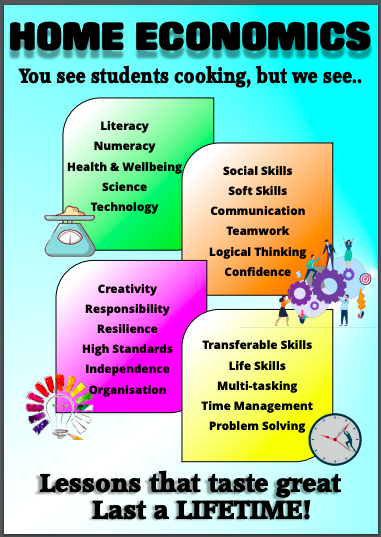 HOME ECONOMICS
You see students cooking, but we see..
Literacy
Numeracy
Health & Wellbeing
Science
Technology
Social Skills
Soft Skills
Communication
Teamwork
Logical Thinking
Confidence
Creativity
Responsibility
Resilience
High Standards
Independence
Organisation
Transferable Skills
Life Skills
Multi-tasking
Time Management
Problem Solving
Lessons that taste great
Last a LIFETIME!